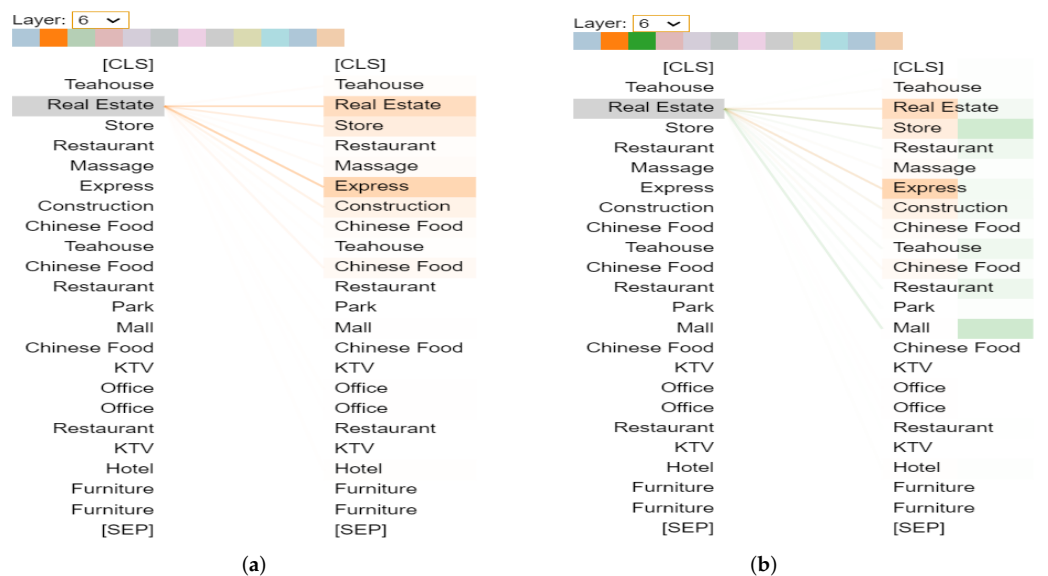 Layer: 6
[CLS] [CLS]
Teahouse Teahouse
Real Estate Real Estate
Store Store
Restaurant Restaurant
Massage Massage
Express Express
Construction Construction
Chinese Food Chinese Food
Teahouse Teahouse
Chinese Food Chinese Food
Restaurant Restaurant
Park Park
Mall Mall
Chinese Food Chinese Food
KTV KTV
Office Office
Office Office
Restaurant Restaurant
KTV KTV
Hotel Hotel
Furniture Furniture
Furniture Furniture
[SEP] [SEP]
(a)
Layer: 6
[CLS] [CLS]
Teahouse Teahouse
Real Estate Real Estate
Store Store
Restaurant Restaurant
Massage Massage
Express Express
Construction Construction
Chinese Food Chinese Food
Teahouse Teahouse
Chinese Food Chinese Food
Restaurant Restaurant
Park Park
Mall Mall
Chinese Food Chinese Food
KTV KTV
Office Office
Office Office
Restaurant Restaurant
KTV KTV
Hotel Hotel
Furniture Furniture
Furniture Furniture
[SEP] [SEP]
(b)